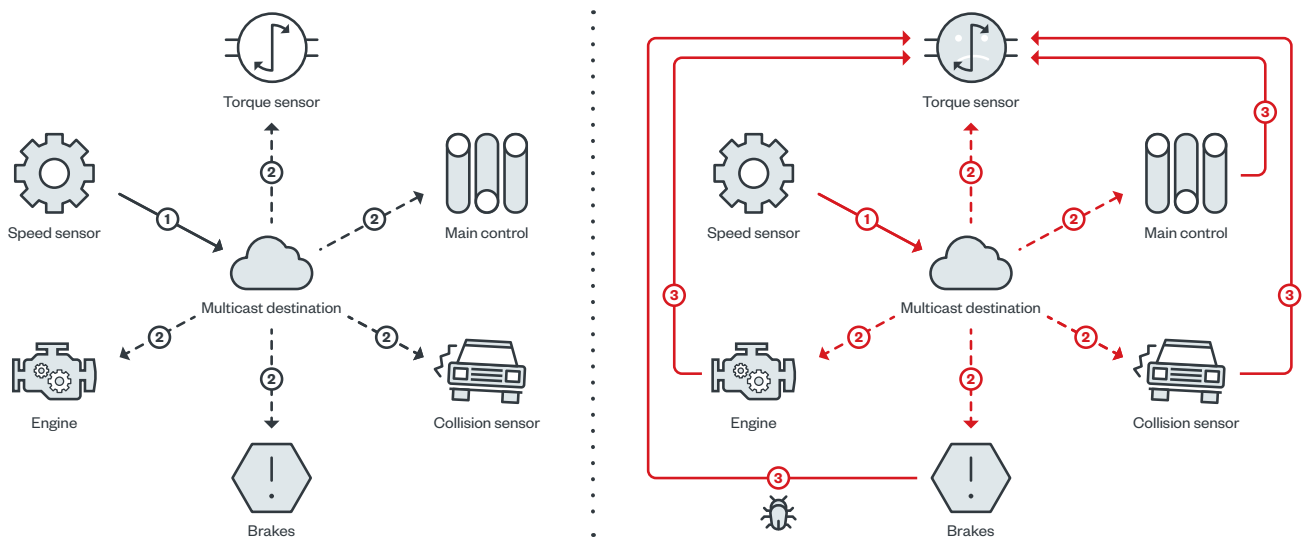 Torque sensor
2
Speed sensor
1
2
Main control
Multicast destination
2
2
2
Engine
Collision sensor
Brakes
Torque sensor
3
2
Speed sensor
1
2
Main control
3
Multicast destination
3
2
2
2
Engine
Collision sensor
3
Brakes